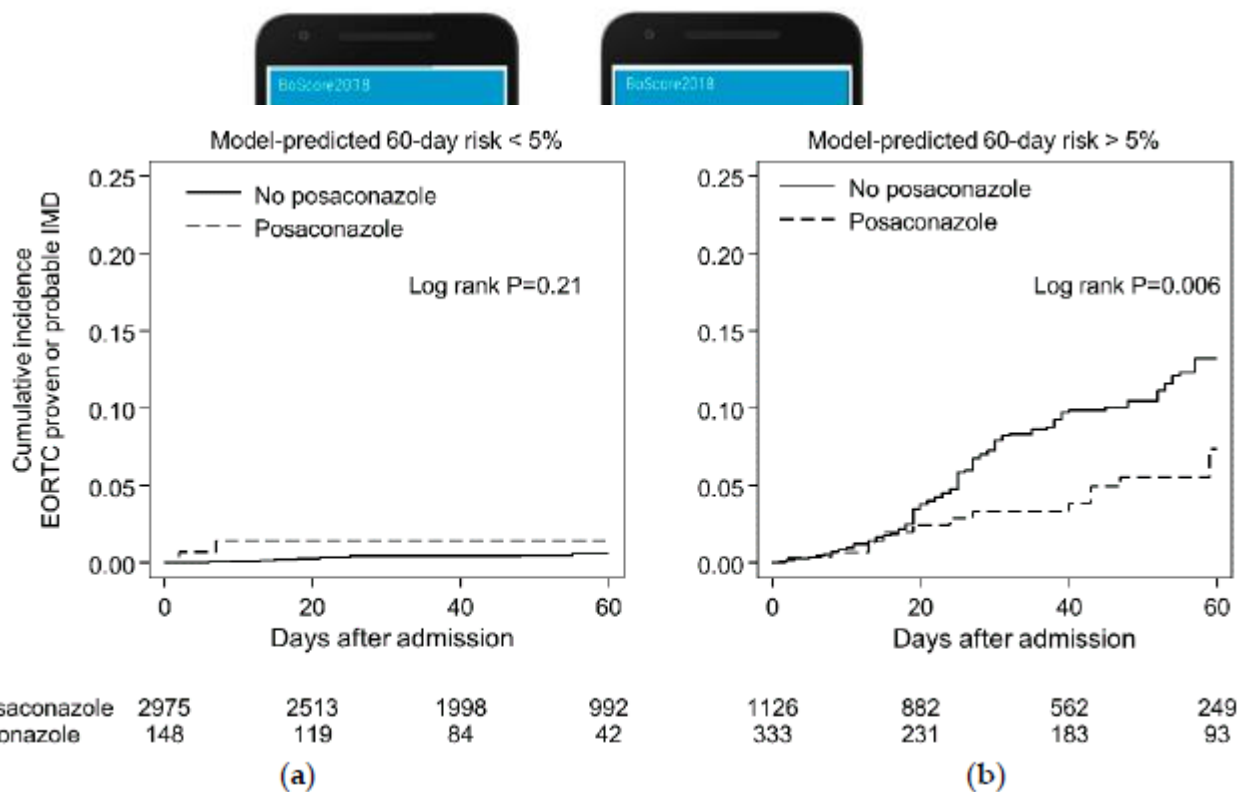 BoScore2018 BoScore2018
Model-predicted 60-day risk < 5% Model-predicted 60-day risk > 5%
0.25 0.25
No posaconazole No posaconazole
Posaconazole Posaconazole
0.20 0.20
Log rank P=0.21 Log rank P=0.006
0.15 0.15
Cumulative incidence
EORTC proven or probable IMD
0.10 0.10
0.05 0.05
0.00 0.00
0 20 40 60 0 20 40 60
Days after admission Days after admission
saconazole 2975 2513 1998 992 1126 882 562 249
onazole 148 119 84 42 333 231 183 93
(a) (b)